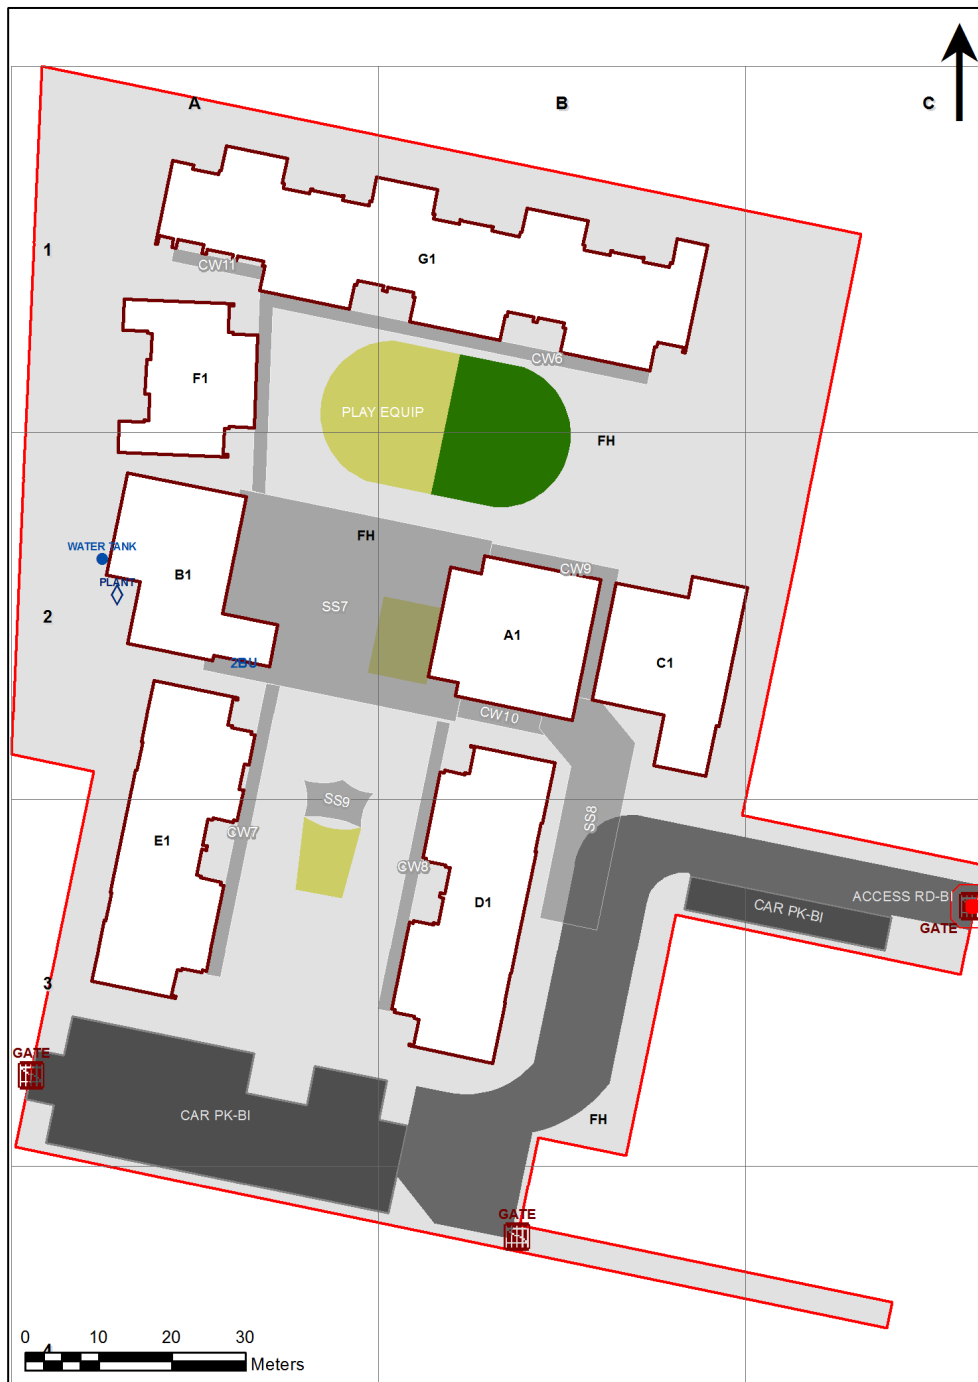 A
B
C
1
G1
CW11
CW6
F1
PLAY EQUIP
FH
FH
WATER TANK
CW9
B1
PLANT
SS7
2
A1
C1
2BU
CW10
SS9
SS8
CW7
E1
CW8
D1
ACCESS RD-BI
CAR PK-BI
GATE
3
GATE
CAR PK-BI
FH
GATE
0 10 20 30
4
Meters